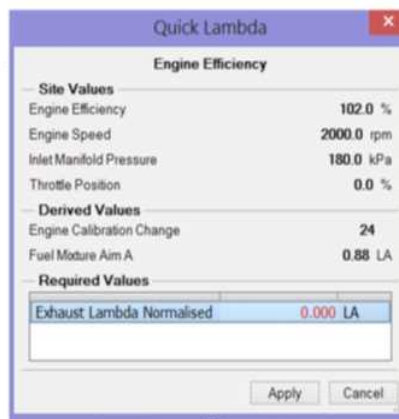 Quick Lambda
x
Engine Efficiency
Site Values
Engine Efficiency 102.0 %
Engine Speed 2000.0 rpm
Inlet Manifold Pressure 180.0 kPa
Throttle Position 0.0 %
Derived Values
Engine Calibration Change 24
Fuel Mixture Aim A 0.88 LA
Required Values
Exhaust Lambda Normalised 0.000 LA
Apply Cancel